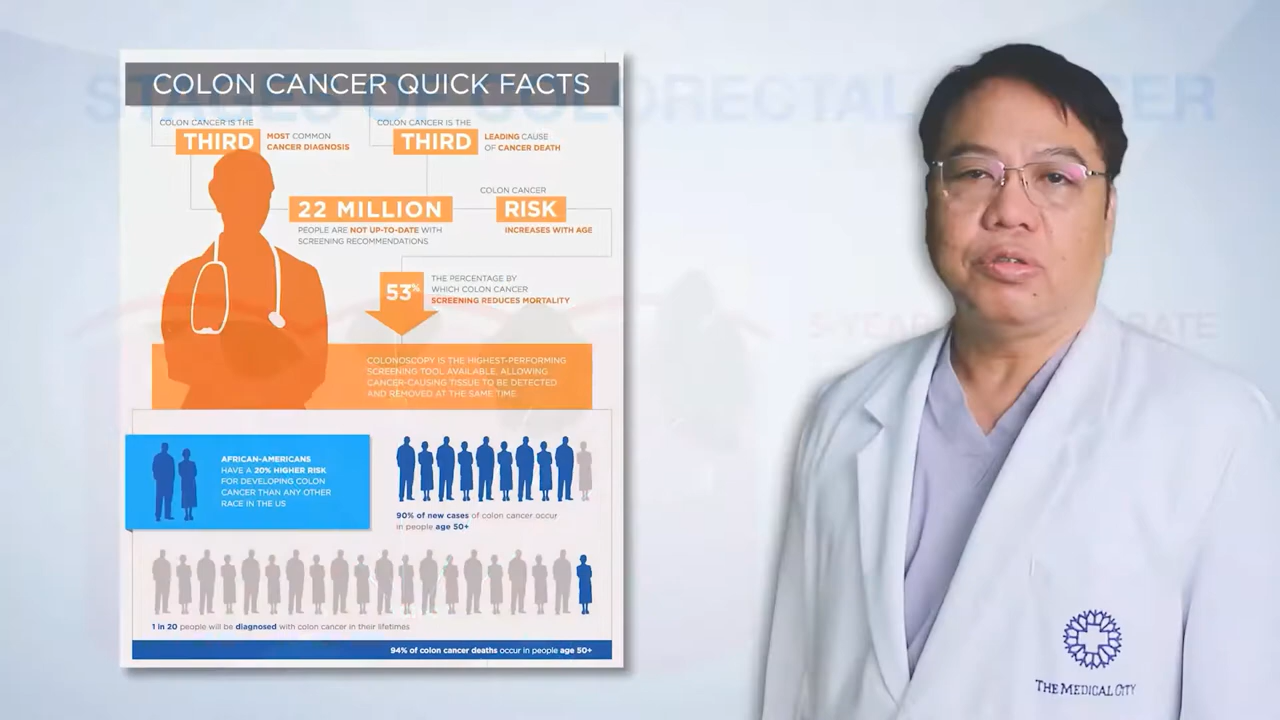 STAGES OF COLORECTAL CANCER
COLON CANCER QUICK FACTS
COLON CANCER IS THE
THIRD
MOST COMMON
CANCER DIAGNOSIS
COLON CANCER IS THE
THIRD
LEADING CAUSE
OF CANCER DEATH
22 MILLION
PEOPLE ARE NOT UP-TO-DATE WITH
SCREENING RECOMMENDATIONS
COLON CANCER
RISK
INCREASES WITH AGE
53%
THE PERCENTAGE BY
WHICH COLON CANCER
SCREENING REDUCES MORTALITY
COLONOSCOPY IS THE HIGHEST-PERFORMING
SCREENING TOOL AVAILABLE, ALLOWING
CANCER-CAUSING TISSUE TO BE DETECTED
AND REMOVED AT THE SAME TIME
AFRICAN-AMERICANS
HAVE A 20% HIGHER RISK
FOR DEVELOPING COLON
CANCER THAN ANY OTHER
RACE IN THE US
90% of new cases of colon cancer occur
in people age 50+
1 in 20 people will be diagnosed with colon cancer in their lifetimes
94% of colon cancer deaths occur in people age 50+
THE MEDICAL CITY